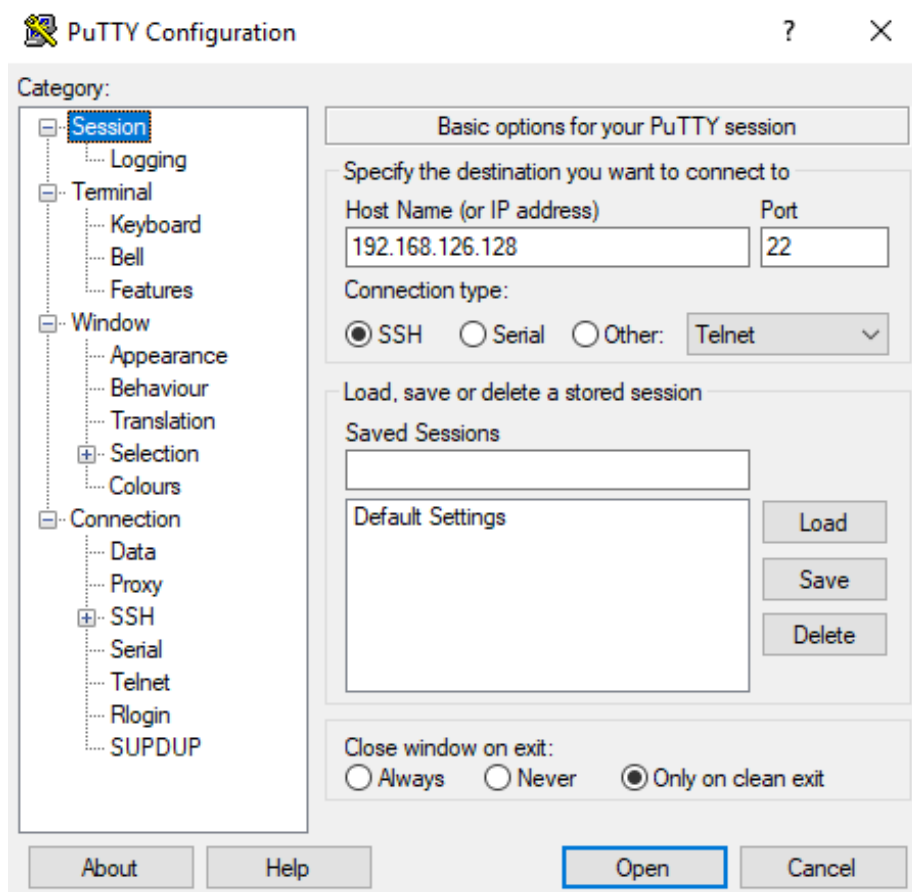 PuTTY Configuration
?
Category:
Session
Logging
Terminal
Keyboard
Bell
Features
Window
Appearance
Behaviour
Translation
Selection
Colours
Connection
Data
Proxy
SSH
Serial
Telnet
Rlogin
SUPDUP
Basic options for your PuTTY session
Specify the destination you want to connect to
Host Name (or IP address) Port
192.168.126.128 22
Connection type:
SSH Serial Other: Telnet
Load, save or delete a stored session
Saved Sessions
Default Settings
Load
Save
Delete
Close window on exit:
Always Never Only on clean exit
About Help Open Cancel